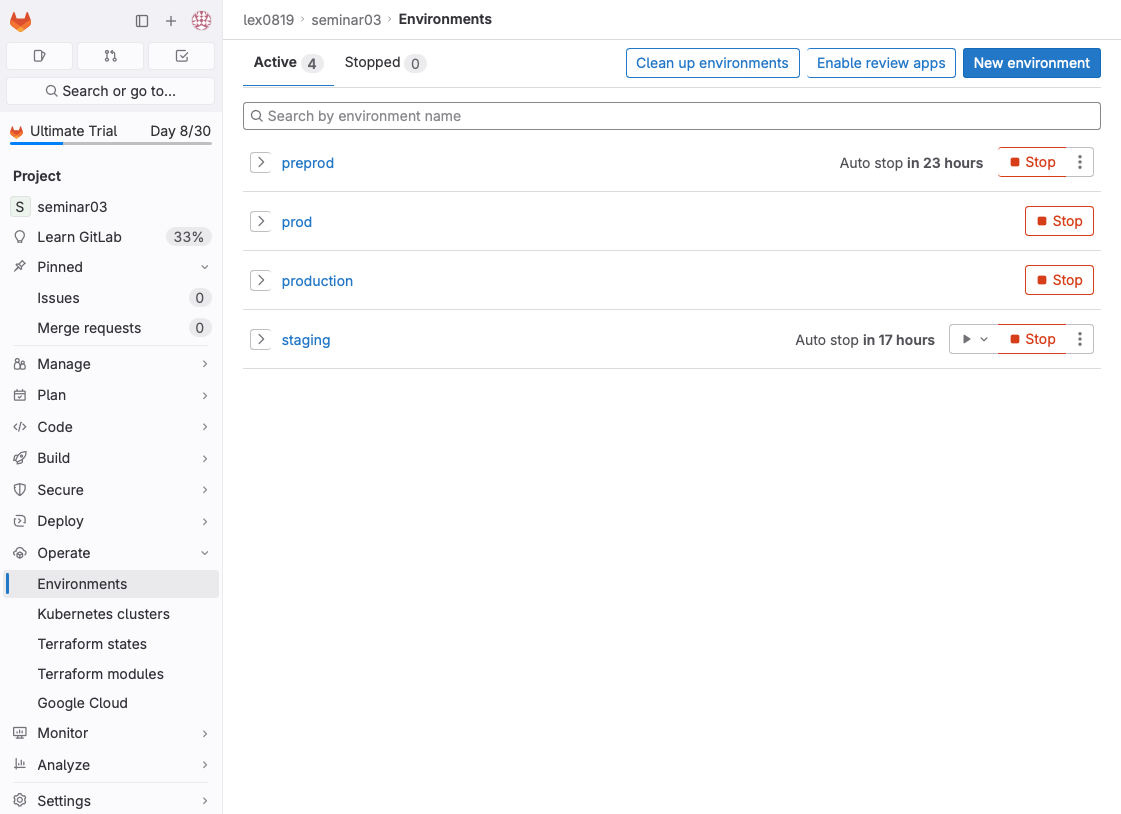 lex0819 › seminar03 › Environments
Search or go to...
Ultimate Trial Day 8/30
Project
S seminar03
Learn GitLab 33%
Pinned
Issues 0
Merge requests 0
Manage
Plan
Code
Build
Secure
Deploy
Operate
Environments
Kubernetes clusters
Terraform states
Terraform modules
Google Cloud
Monitor
Analyze
Settings
Active 4 Stopped 0 Clean up environments Enable review apps New environment
Search by environment name
preprod Auto stop in 23 hours Stop
prod Stop
production Stop
staging Auto stop in 17 hours Stop